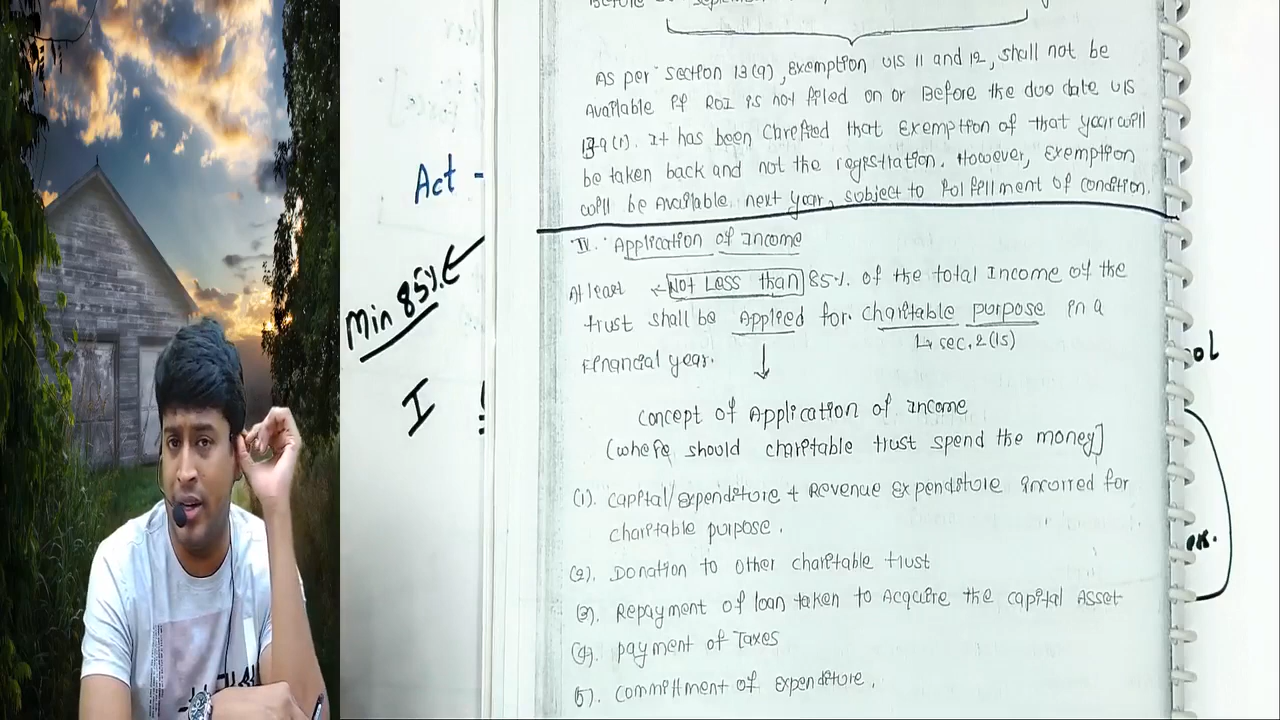 As per section 13(9), Exemption U/S 11 and 12, shall not be
Available if ROI is not filed on or Before the due date U/S
139(1). It has been Clarified that Exemption of that year will
be taken back and not the registration. However, Exemption
will be Available next year, subject to fulfillment of condition.
Act -
Min 85%
I !
IV. Application of Income
At least ← Not Less than 85%. of the total Income of the
trust shall be Applied for charitable purpose in a
↳ sec.2(15)
Financial year.
Concept of Application of Income
(where should charitable trust spend the money]
(1). Capital/expenditure + Revenue Expenditure incurred for
charitable purpose.
(2). Donation to other charitable trust
(3). Repayment of loan taken to Acquire the capital Asset
(4). Payment of Taxes
(5). Commitment of expenditure.